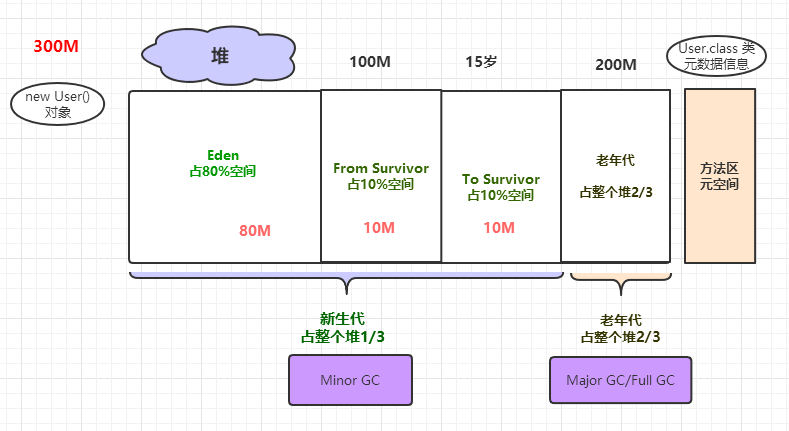 300M
堆
100M
15岁
200M
User.class 类
元数据信息
new User()
对象
Eden
占80%空间
80M
From Survivor
占10%空间
10M
To Survivor
占10%空间
10M
老年代
占整个堆2/3
方法区
元空间
新生代
占整个堆1/3
老年代
占整个堆2/3
Minor GC
Major GC/Full GC